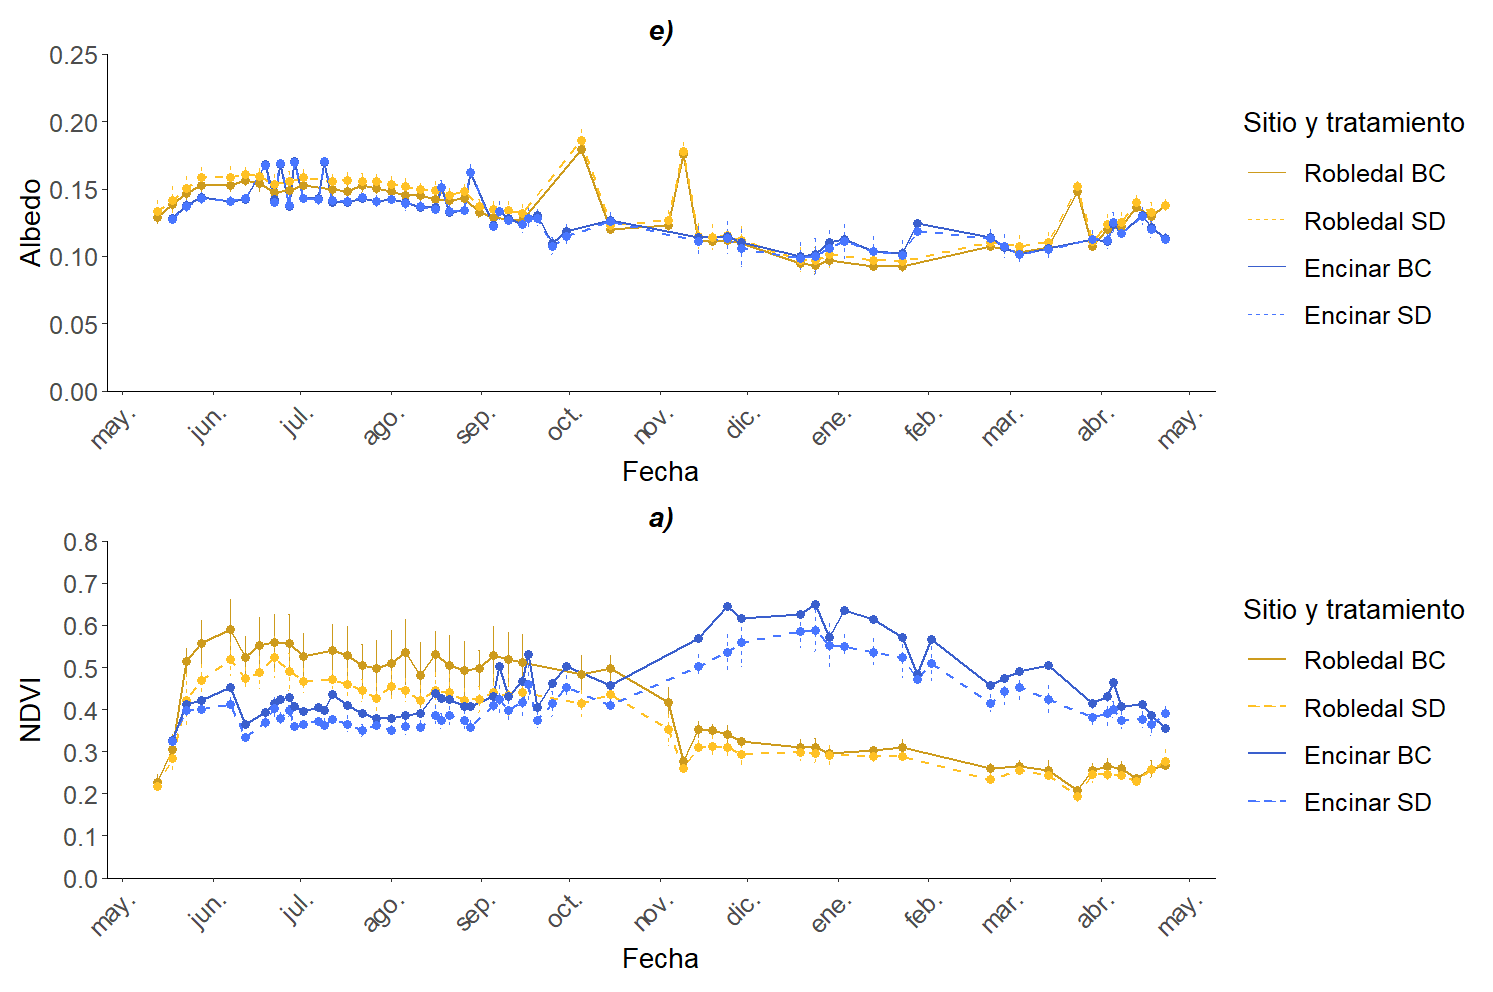 e)
Albedo
0.25
0.20
0.15
0.10
0.05
0.00
may.
jun.
jul.
ago.
sep.
oct.
nov.
dic.
ene.
feb.
mar.
abr.
may.
Fecha
Sitio y tratamiento
Robledal BC
Robledal SD
Encinar BC
Encinar SD
a)
NDVI
0.8
0.7
0.6
0.5
0.4
0.3
0.2
0.1
0.0
may.
jun.
jul.
ago.
sep.
oct.
nov.
dic.
ene.
feb.
mar.
abr.
may.
Fecha
Sitio y tratamiento
Robledal BC
Robledal SD
Encinar BC
Encinar SD